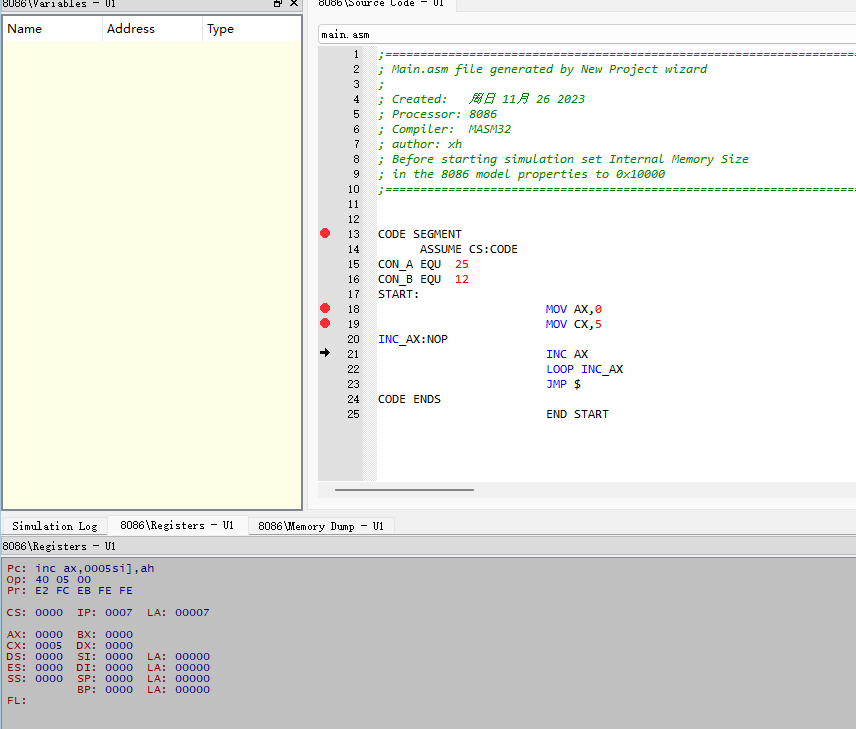 8086\Variables - U1
Name Address Type
8086\Source Code - U1
main.asm
1 ;====================================================================
2 ; Main.asm file generated by New Project wizard
3 ;
4 ; Created:   周日 11月 26 2023
5 ; Processor: 8086
6 ; Compiler:  MASM32
7 ; author: xh
8 ; Before starting simulation set Internal Memory Size
9 ; in the 8086 model properties to 0x10000
10 ;====================================================================
11
12
13 CODE SEGMENT
14       ASSUME CS:CODE
15 CON_A EQU  25
16 CON_B EQU  12
17 START:
18                         MOV AX,0
19                         MOV CX,5
20 INC_AX:NOP
21                         INC AX
22                         LOOP INC_AX
23                         JMP $
24 CODE ENDS
25                         END START
Simulation Log 8086\Registers - U1 8086\Memory Dump - U1
8086\Registers - U1
Pc: inc ax,0005si],ah
Op: 40 05 00
Pr: E2 FC EB FE FE
CS: 0000  IP: 0007  LA: 00007
AX: 0000  BX: 0000
CX: 0005  DX: 0000
DS: 0000  SI: 0000  LA: 00000
ES: 0000  DI: 0000  LA: 00000
SS: 0000  SP: 0000  LA: 00000
BP: 0000  LA: 00000
FL: